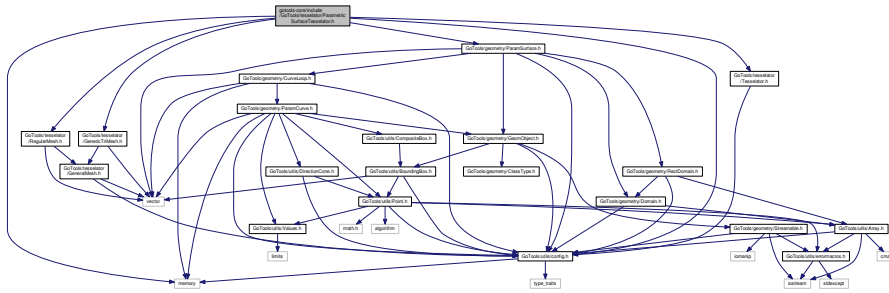 gotools-core/include
/GoTools/tesselator/Parametric
SurfaceTesselator.h
GoTools/geometry/ParamSurface.h
GoTools/tesselator
/Tesselator.h
GoTools/geometry/CurveLoop.h
GoTools/geometry/ParamCurve.h
GoTools/tesselator
/RegularMesh.h
GoTools/tesselator
/GenericTriMesh.h
GoTools/utils/CompositeBox.h
GoTools/geometry/GeomObject.h
GoTools/tesselator
/GeneralMesh.h
GoTools/utils/DirectionCone.h
GoTools/utils/BoundingBox.h
GoTools/geometry/ClassType.h
GoTools/geometry/RectDomain.h
vector
GoTools/utils/Point.h
GoTools/geometry/Domain.h
GoTools/utils/Values.h
math.h
algorithm
GoTools/geometry/Streamable.h
GoTools/utils/Array.h
limits
GoTools/utils/config.h
iomanip
GoTools/utils/errormacros.h
memory
type_traits
iostream
stdexcept